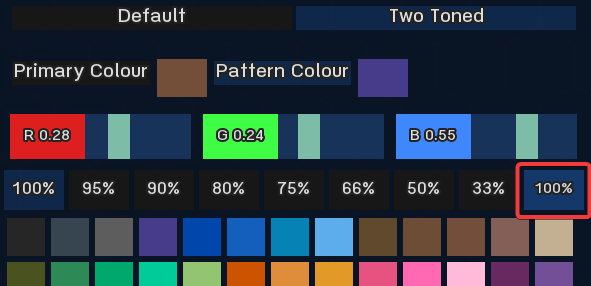 Default Two Toned
Primary Colour Pattern Colour
R 0.28 G 0.24 B 0.55
100% 95% 90% 80% 75% 66% 50% 33% 100%